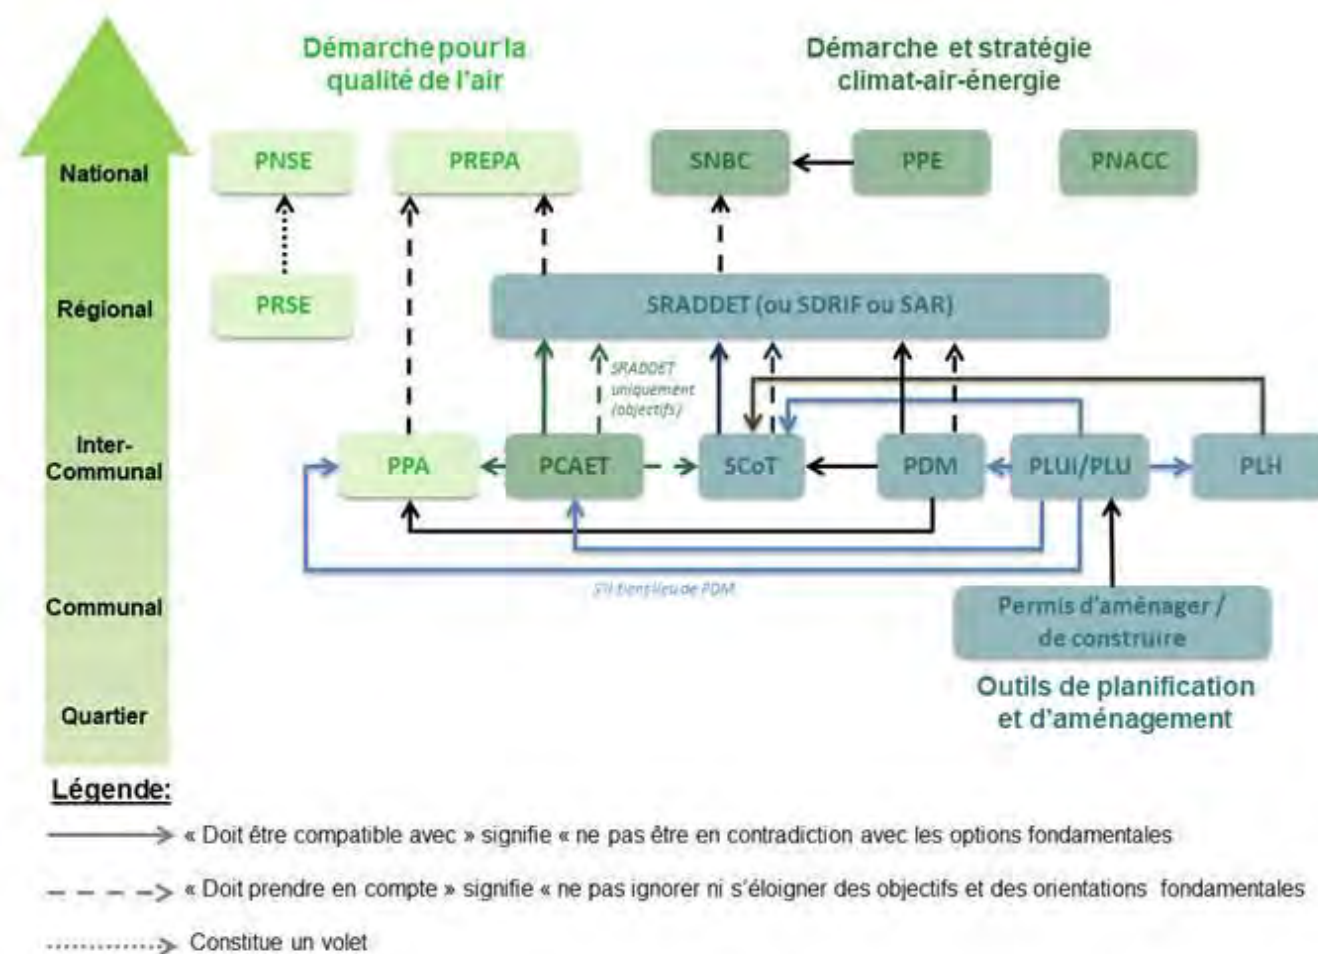 Démarche pour la
qualité de l'air
Démarche et stratégie
climat-air-énergie
National
PNSE
PREPA
SNBC
PPE
PNACC
Régional
PRSE
SRADDET (ou SDRIF ou SAR)
SRADDET
uniquement
(objectifs)
Inter-
Communal
PPA
PCAET
SCoT
PDM
PLUi/PLU
PLH
S'il tient lieu de PDM
Communal
Permis d'aménager /
de construire
Quartier
Outils de planification
et d'aménagement
Légende:
« Doit être compatible avec » signifie « ne pas être en contradiction avec les options fondamentales
« Doit prendre en compte » signifie « ne pas ignorer ni s'éloigner des objectifs et des orientations fondamentales
Constitue un volet